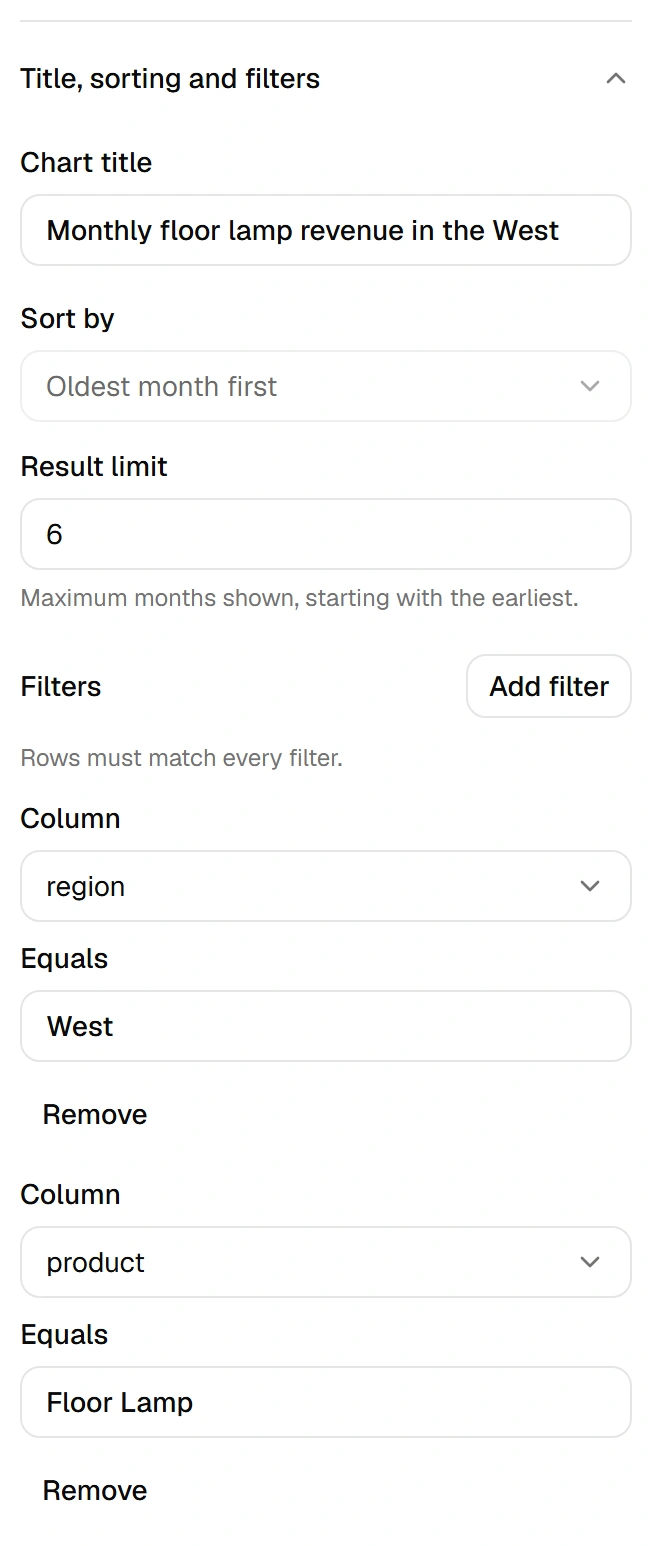 Title, sorting and filters
Chart title
Monthly floor lamp revenue in the West
Sort by
Oldest month first
Result limit
6
Maximum months shown, starting with the earliest.
Filters
Add filter
Rows must match every filter.
Column
region
Equals
West
Remove
Column
product
Equals
Floor Lamp
Remove